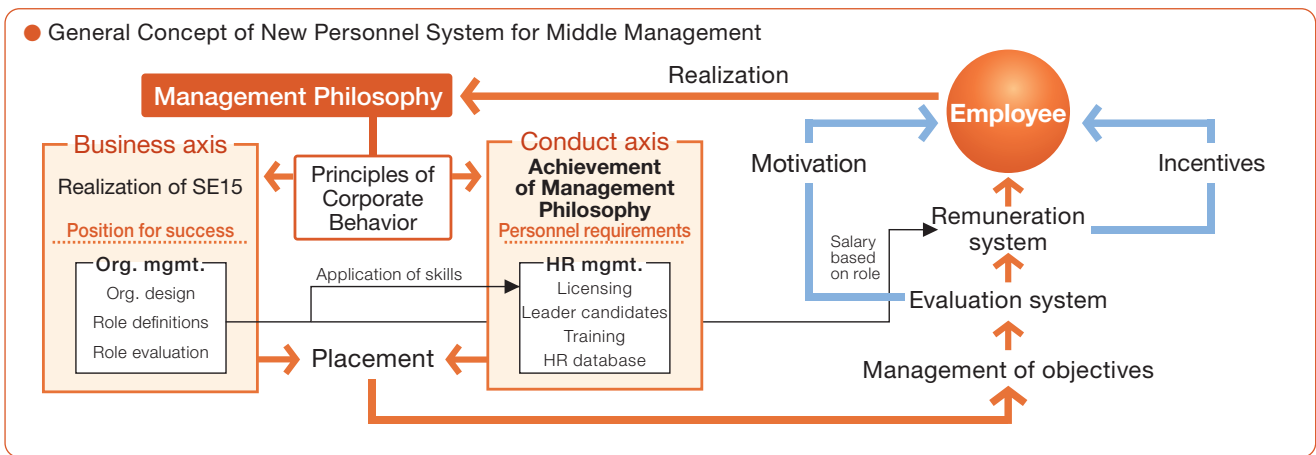 ● General Concept of New Personnel System for Middle Management
Realization
Management Philosophy
Employee
Business axis
Realization of SE15
Position for success
Org. mgmt.
Org. design
Role definitions
Role evaluation
Principles of
Corporate
Behavior
Application of skills
Placement
Conduct axis
Achievement
of Management
Philosophy
Personnel requirements
HR mgmt.
Licensing
Leader candidates
Training
HR database
Motivation
Incentives
Salary
based
on role
Remuneration
system
Evaluation system
Management of objectives